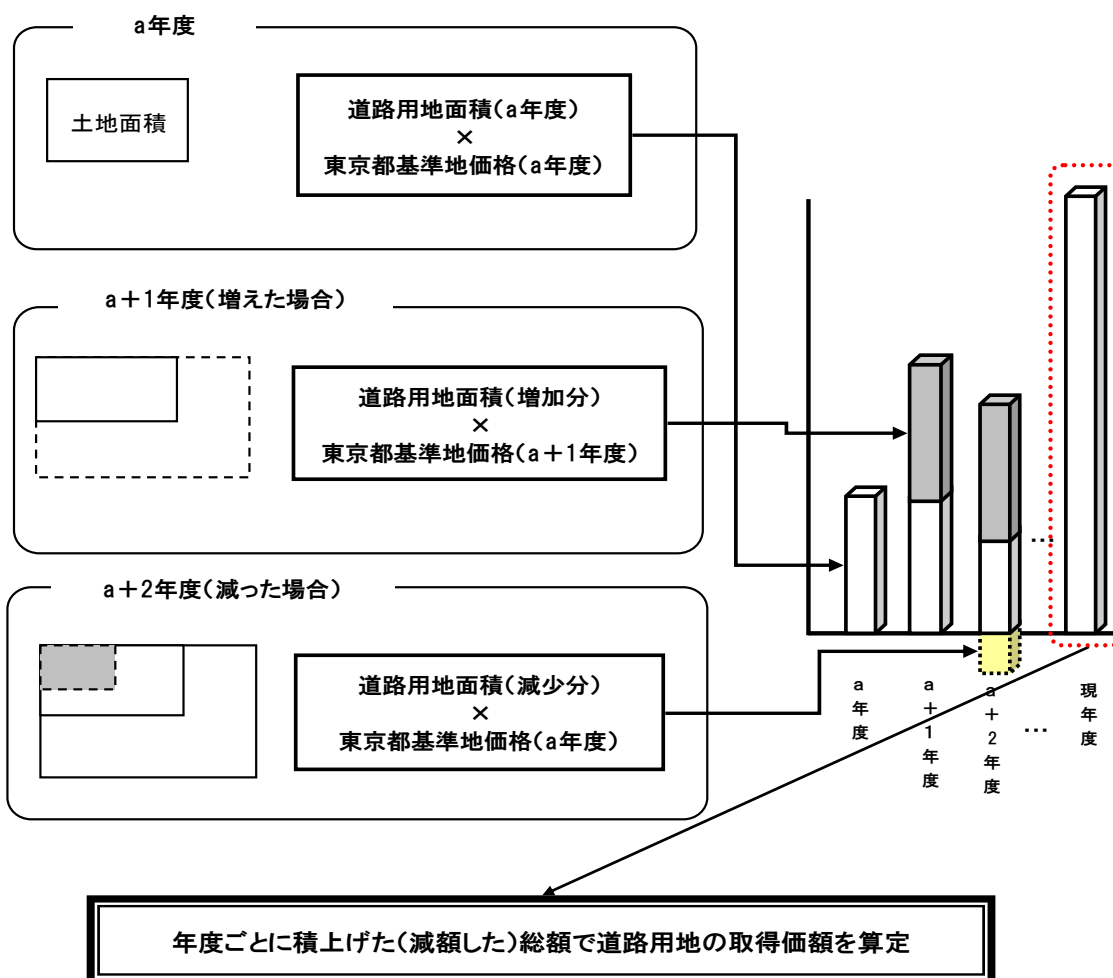 a年度
土地面積
道路用地面積(a年度)
×
東京都基準地価格(a年度)
a＋1年度(増えた場合)
道路用地面積(増加分)
×
東京都基準地価格(a＋1年度)
a＋2年度(減った場合)
道路用地面積(減少分)
×
東京都基準地価格(a年度)
…
a年度
a＋1年度
a＋2年度
…
現年度
年度ごとに積上げた(減額した)総額で道路用地の取得価額を算定